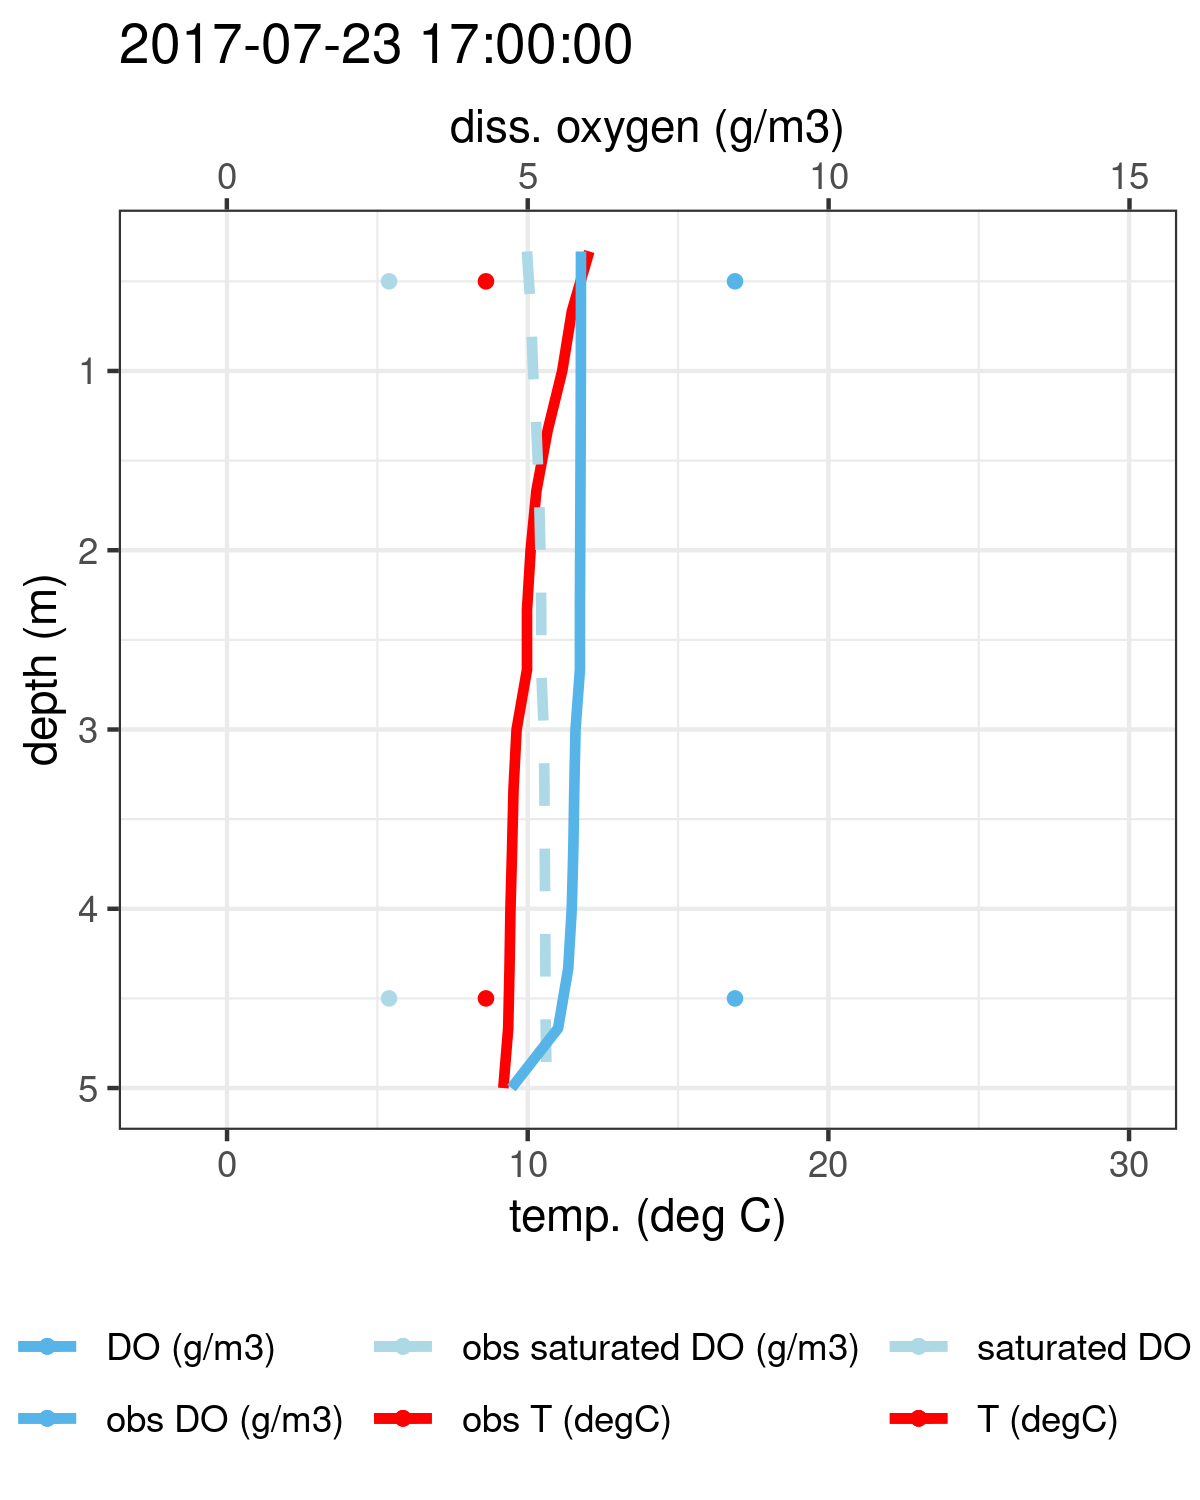 2017-07-23 17:00:00
diss. oxygen (g/m3)
0 5 10 15
1
2
3
4
5
depth (m)
0 10 20 30
temp. (deg C)
DO (g/m3) obs saturated DO (g/m3) saturated DO
obs DO (g/m3) obs T (degC) T (degC)